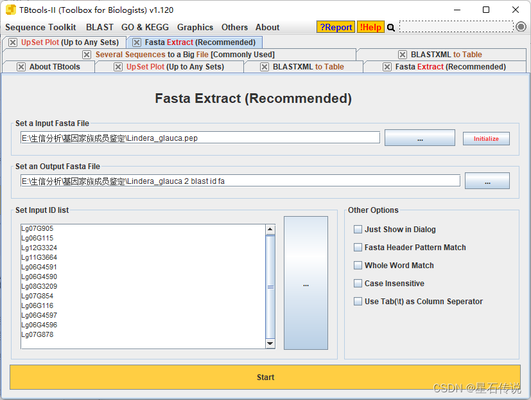 TBtools-II (Toolbox for Biologists) v1.120
Sequence Toolkit BLAST GO & KEGG Graphics Others About ?Report !Help
UpSet Plot (Up to Any Sets) Fasta Extract (Recommended)
Several Sequences to a Big File [Commonly Used] BLASTXML to Table
About TBtools UpSet Plot (Up to Any Sets) BLASTXML to Table Fasta Extract (Recommended)
Fasta Extract (Recommended)
Set a Input Fasta File
E:\生信分析\基因家族成员鉴定\Lindera_glauca.pep ... Initialize
Set an Output Fasta File
E:\生信分析\基因家族成员鉴定\Lindera_glauca 2 blast id fa ...
Set Input ID list
Lg07G905
Lg06G115
Lg12G3324
Lg11G3664
Lg06G4591
Lg06G4590
Lg08G3209
Lg07G854
Lg06G116
Lg06G4597
Lg06G4596
Lg07G878
...
Other Options
Just Show in Dialog
Fasta Header Pattern Match
Whole Word Match
Case Insensitive
Use Tab(\t) as Column Seperator
Start
CSDN @星石传说